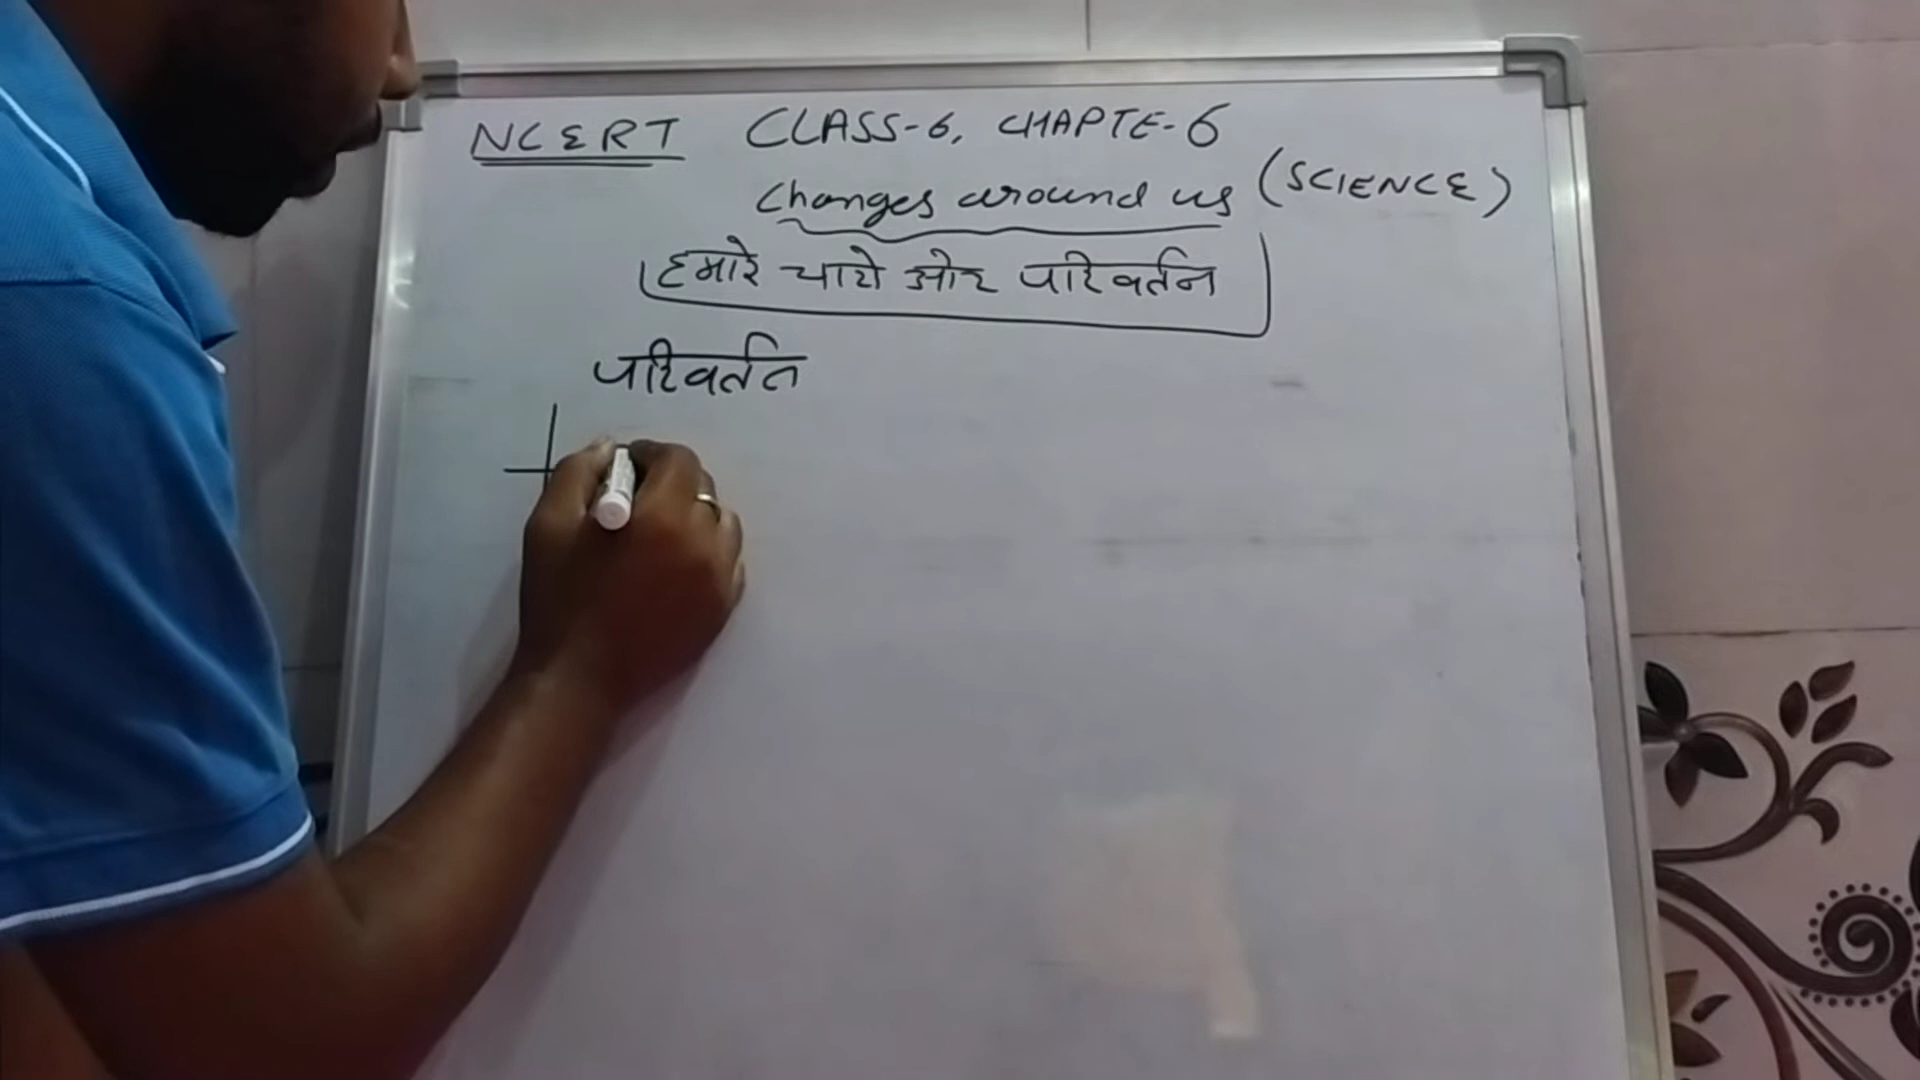 NCERT CLASS-6, CHAPTE-6
Changes around us (SCIENCE)
हमारे चारो ओर परिवर्तन
परिवर्तन